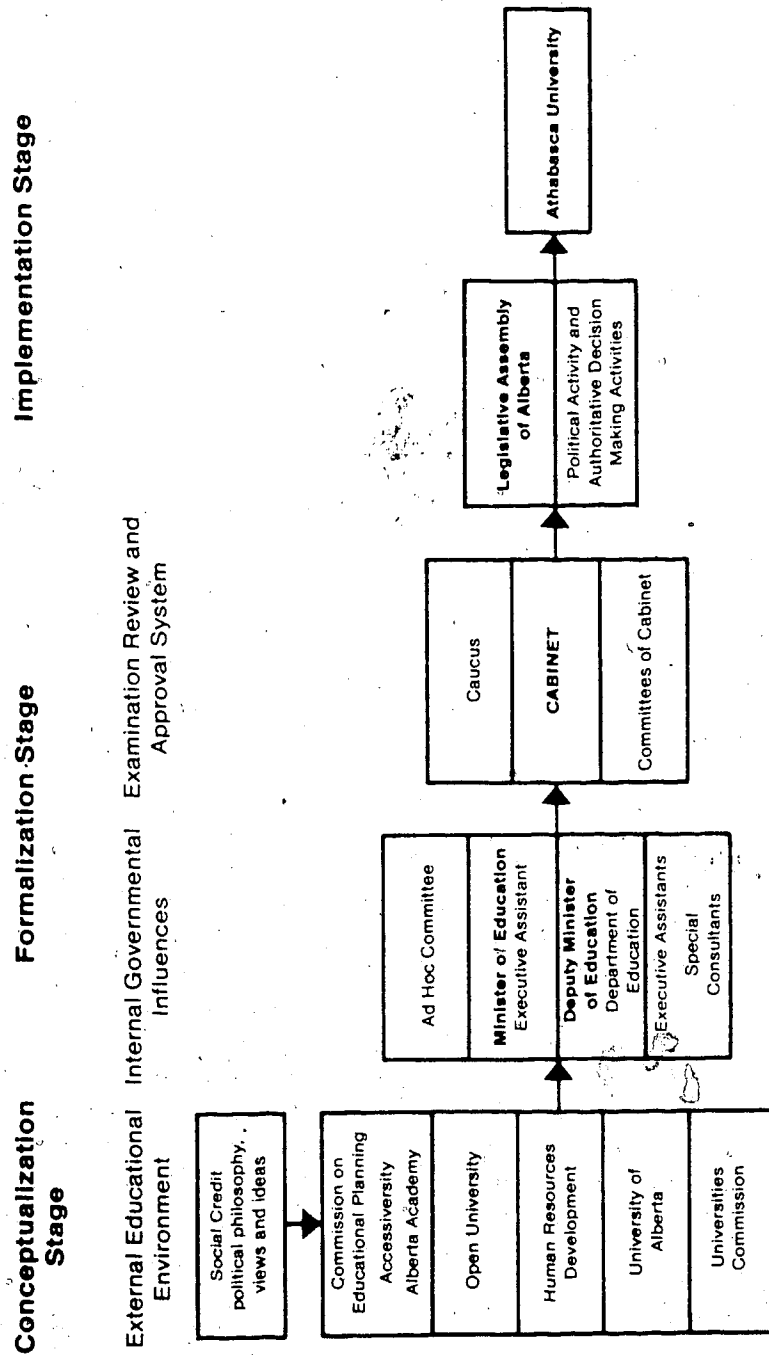 Conceptualization
Stage
Formalization Stage
Implementation Stage
External Educational
Environment
Internal Governmental
Influences
Examination Review and
Approval System
Social Credit
political philosophy,
views and ideas
Commission on
Educational Planning
Accessiversity
Alberta Academy
Open University
Human Resources
Development
University of
Alberta
Universities
Commission
Ad Hoc Committee
Minister of Education
Executive Assistant
Deputy Minister
of Education
Department of
Education
Executive Assistants
Special
Consultants
Caucus
CABINET
Committees of Cabinet
Legislative Assembly
of Alberta
Political Activity and
Authoritative Decision
Making Activities
Athabasca University